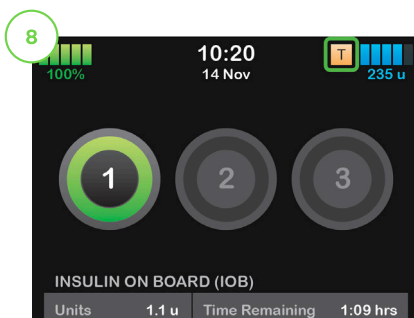 8
10:20
T
100%
14 Nov
235 u
1
2
3
INSULIN ON BOARD (IOB)
Units 1.1 u Time Remaining 1:09 hrs